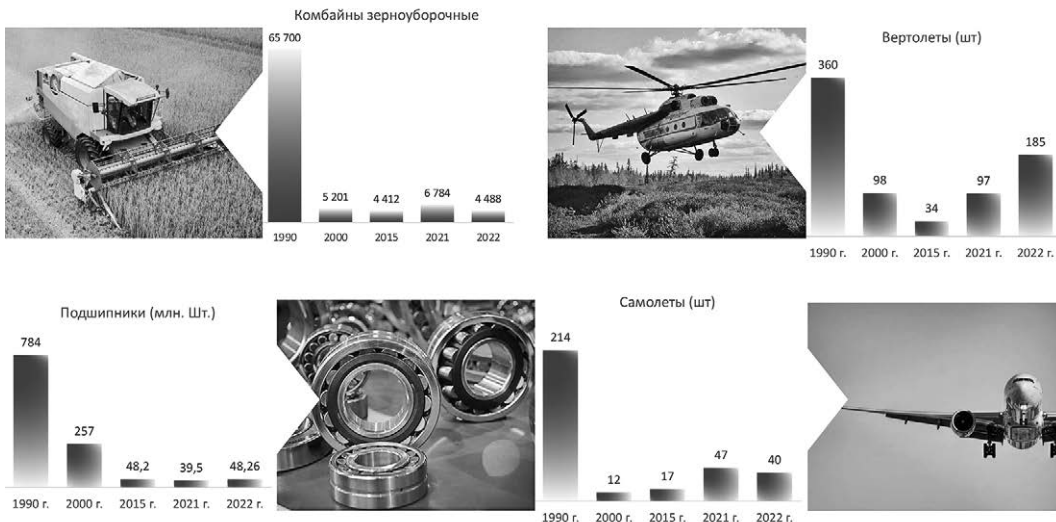 Комбайны зерноуборочные
65 700
5 201
4 412
6 784
4 488
1990 2000 2015 2021 2022
Вертолеты (шт)
360
98
34
97
185
1990 г. 2000 г. 2015 г. 2021 г. 2022 г.
Подшипники (млн. Шт.)
784
257
48,2
39,5
48,26
1990 г. 2000 г. 2015 г. 2021 г. 2022 г.
Самолеты (шт)
214
12
17
47
40
1990 г. 2000 г. 2015 г. 2021 г. 2022 г.